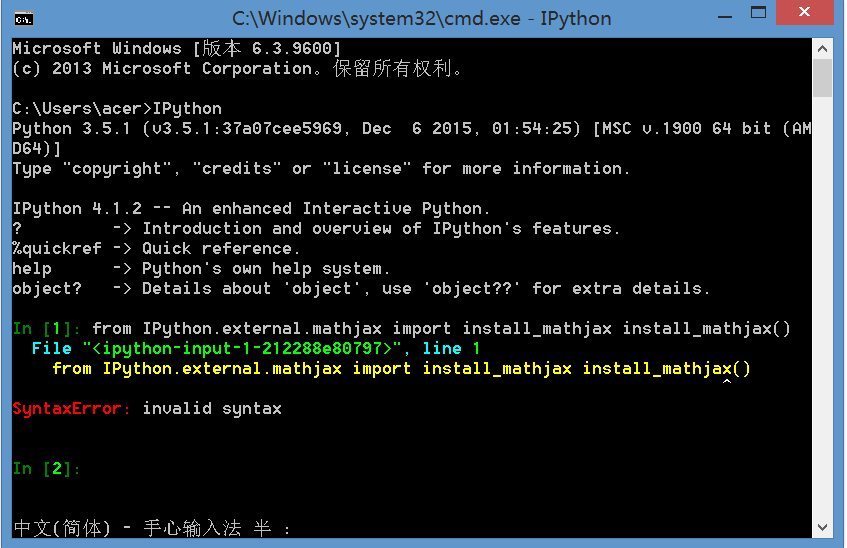 C:\Windows\system32\cmd.exe - IPython
Microsoft Windows [版本 6.3.9600]
(c) 2013 Microsoft Corporation。保留所有权利。
C:\Users\acer>IPython
Python 3.5.1 (v3.5.1:37a07cee5969, Dec  6 2015, 01:54:25) [MSC v.1900 64 bit (AM
D64)]
Type "copyright", "credits" or "license" for more information.
IPython 4.1.2 -- An enhanced Interactive Python.
?         -> Introduction and overview of IPython's features.
%quickref -> Quick reference.
help      -> Python's own help system.
object?   -> Details about 'object', use 'object??' for extra details.
In [1]: from IPython.external.mathjax import install_mathjax install_mathjax()
  File "<ipython-input-1-212288e80797>", line 1
    from IPython.external.mathjax import install_mathjax install_mathjax()
                                                                       ^
SyntaxError: invalid syntax
In [2]:
中文(简体) - 手心输入法 半 :